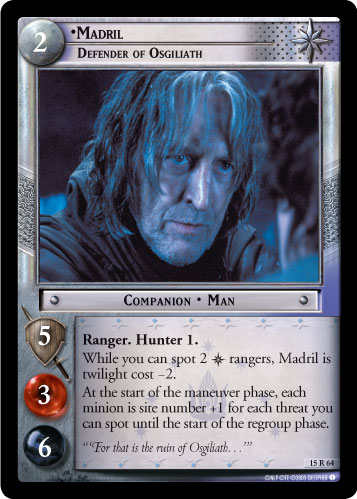 2
•Madril
Defender of Osgiliath
Companion • Man
5
3
6
Ranger. Hunter 1.
While you can spot 2 rangers, Madril is
twilight cost –2.
At the start of the maneuver phase, each
minion is site number +1 for each threat you
can spot until the start of the regroup phase.
“‘For that is the ruin of Osgiliath. . .’”
15 R 64